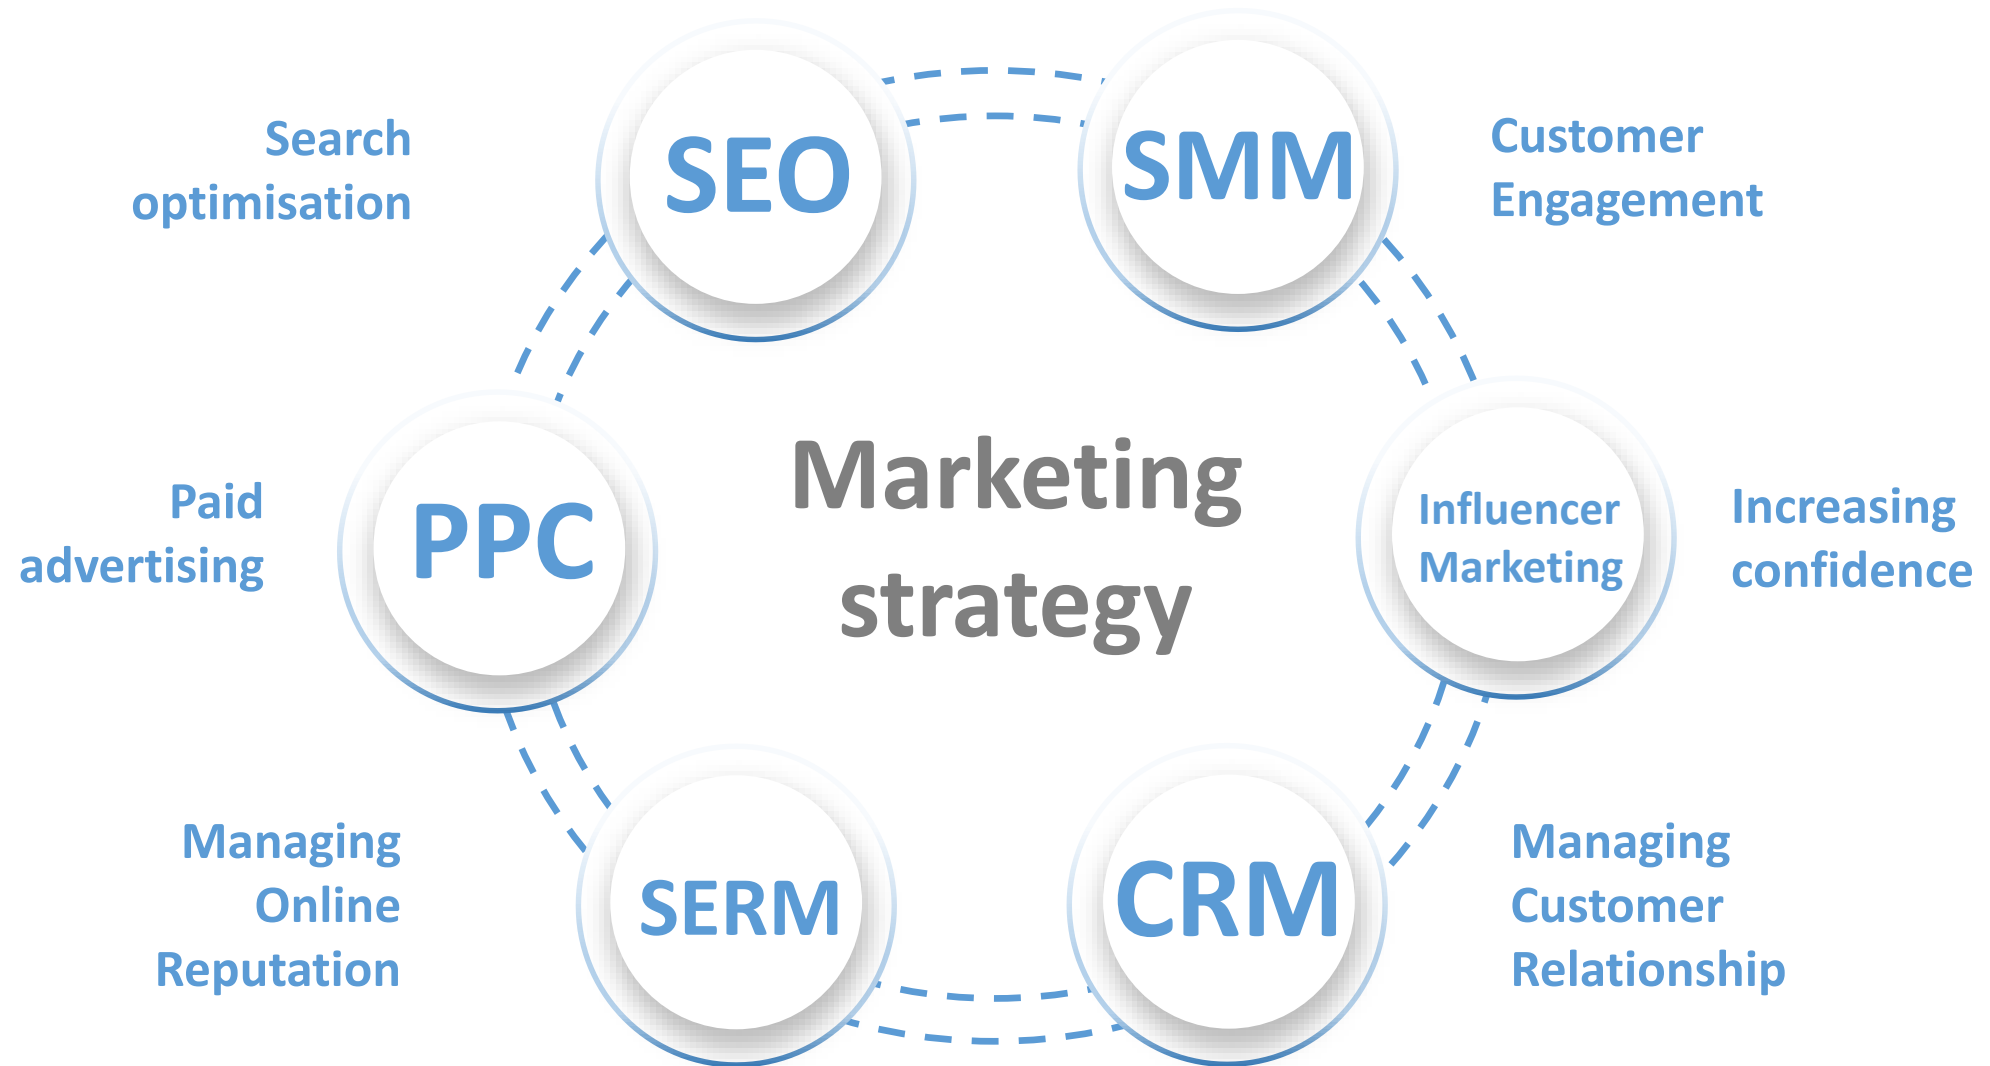 Search
optimisation
SEO
SMM
Customer
Engagement
Paid
advertising
PPC
Marketing
strategy
Influencer
Marketing
Increasing
confidence
Managing
Online
Reputation
SERM
CRM
Managing
Customer
Relationship